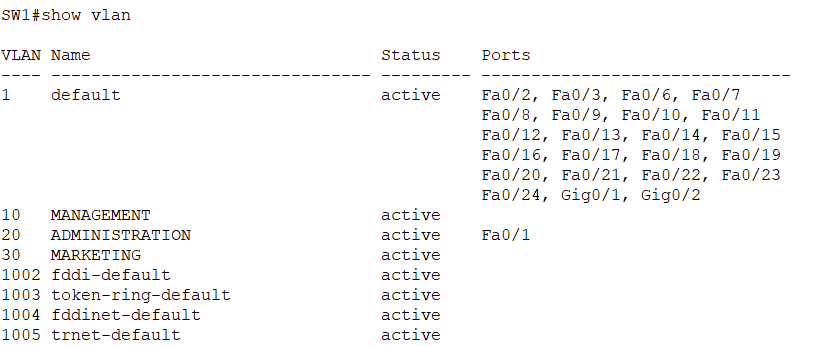 SW1#show vlan
VLAN Name                             Status    Ports
---- -------------------------------- --------- -------------------------------
1    default                          active    Fa0/2, Fa0/3, Fa0/6, Fa0/7
                                                Fa0/8, Fa0/9, Fa0/10, Fa0/11
                                                Fa0/12, Fa0/13, Fa0/14, Fa0/15
                                                Fa0/16, Fa0/17, Fa0/18, Fa0/19
                                                Fa0/20, Fa0/21, Fa0/22, Fa0/23
                                                Fa0/24, Gig0/1, Gig0/2
10   MANAGEMENT                       active
20   ADMINISTRATION                   active    Fa0/1
30   MARKETING                        active
1002 fddi-default                     active
1003 token-ring-default               active
1004 fddinet-default                  active
1005 trnet-default                    active